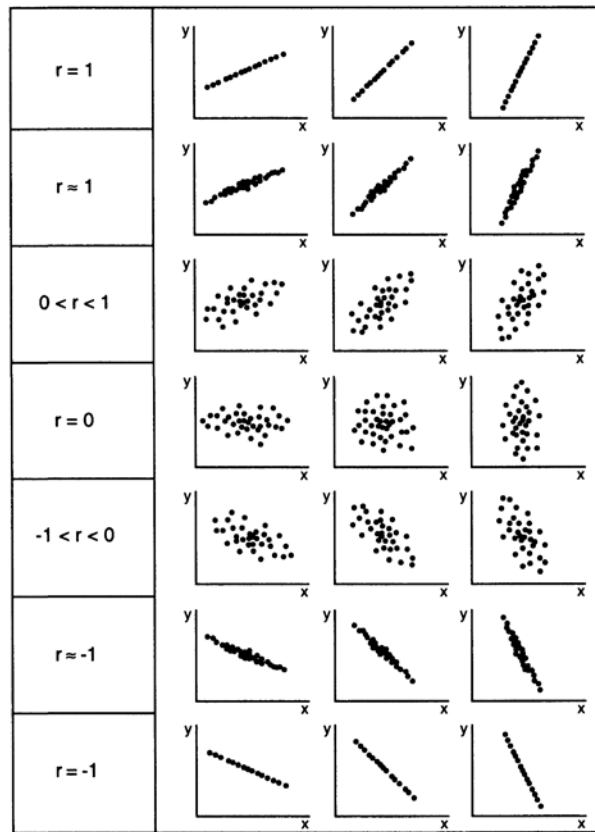 r = 1
y y y
x x x
r ≈ 1
y y y
x x x
0 < r < 1
y y y
x x x
r = 0
y y y
x x x
-1 < r < 0
y y y
x x x
r ≈ -1
y y y
x x x
r = -1
y y y
x x x